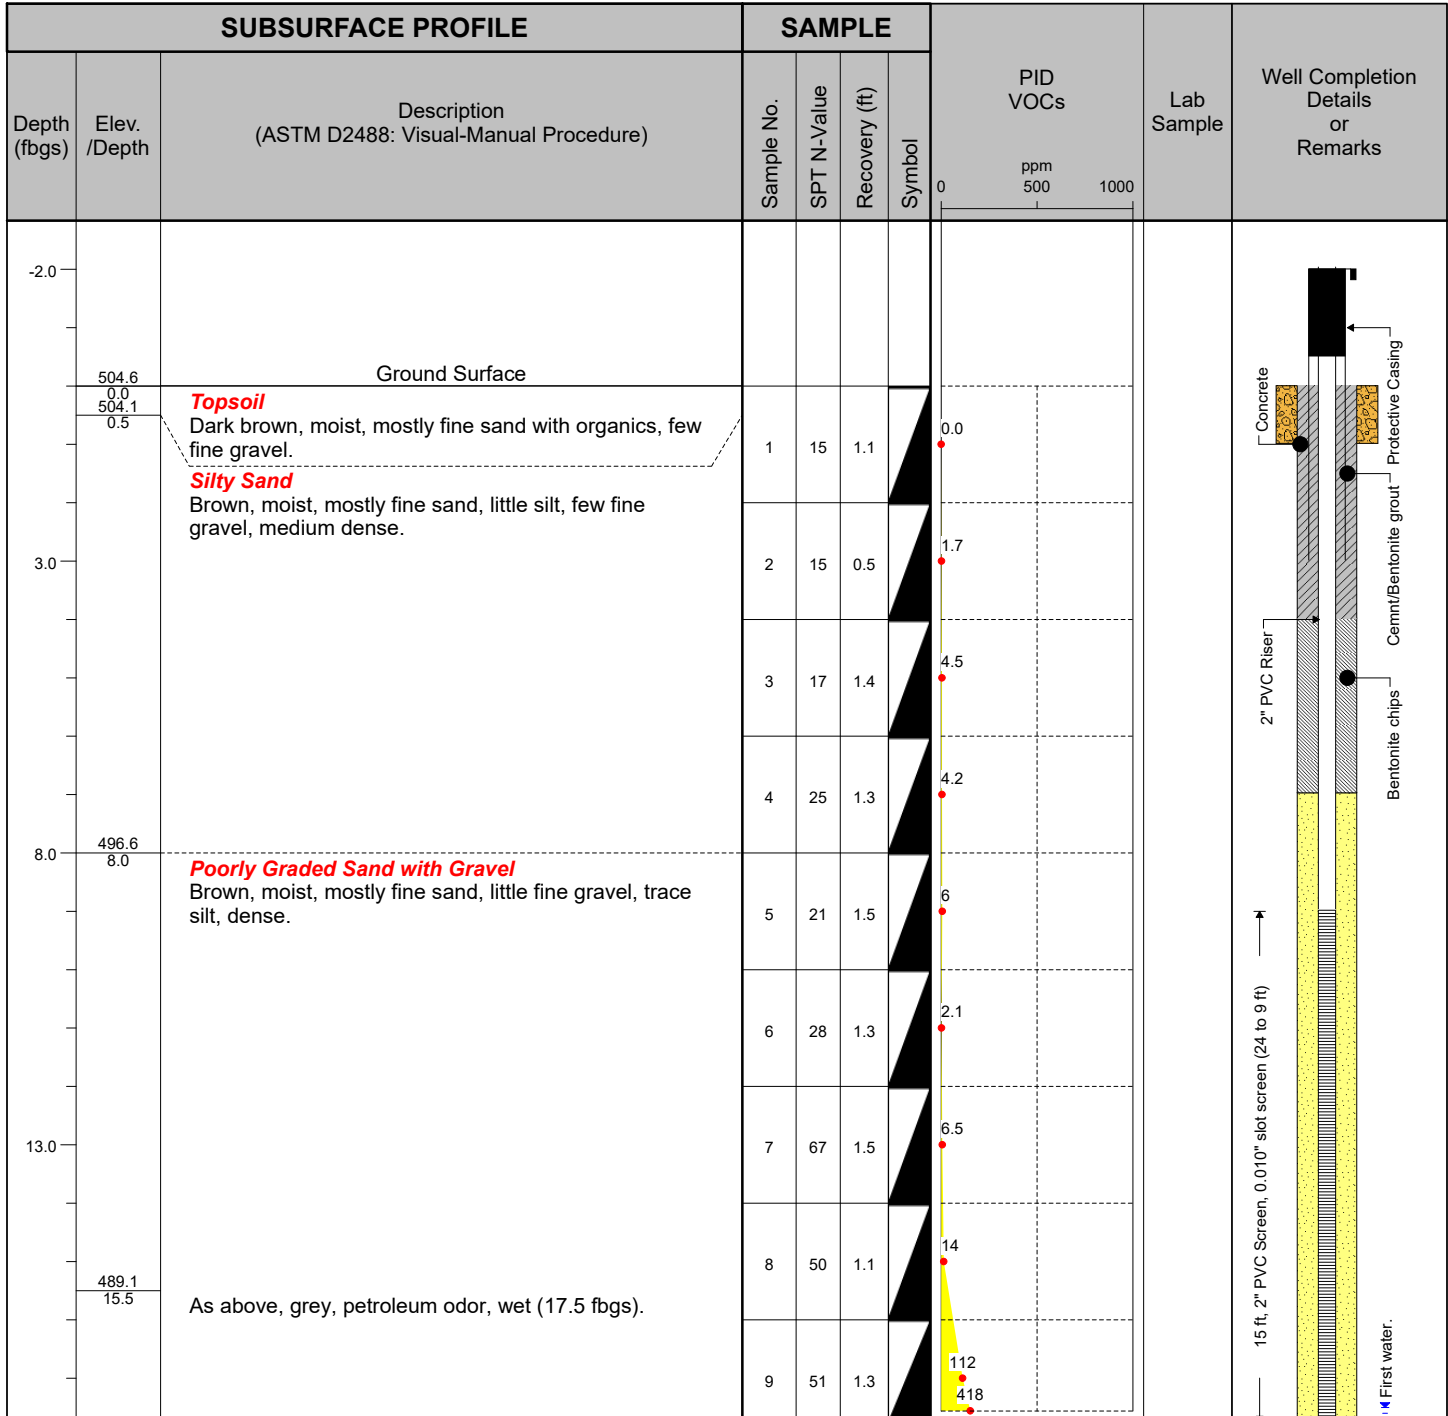 SUBSURFACE PROFILE
SAMPLE
Depth
(fbgs)
Elev.
/Depth
Description
(ASTM D2488: Visual-Manual Procedure)
Sample No.
SPT N-Value
Recovery (ft)
Symbol
PID
VOCs
ppm
0 500 1000
Lab
Sample
Well Completion
Details
or
Remarks
-2.0
504.6
0.0
Ground Surface
504.1
0.5
Topsoil
Dark brown, moist, mostly fine sand with organics, few
fine gravel.
1 15 1.1 0.0
Silty Sand
Brown, moist, mostly fine sand, little silt, few fine
gravel, medium dense.
3.0
2 15 0.5 1.7
3 17 1.4 4.5
4 25 1.3 4.2
8.0
496.6
8.0
Poorly Graded Sand with Gravel
Brown, moist, mostly fine sand, little fine gravel, trace
silt, dense.
5 21 1.5 6
6 28 1.3 2.1
13.0
7 67 1.5 6.5
8 50 1.1 14
489.1
15.5
As above, grey, petroleum odor, wet (17.5 fbgs).
9 51 1.3 112
418
Concrete
Protective Casing
Cemnt/Bentonite grout
2" PVC Riser
Bentonite chips
15 ft, 2" PVC Screen, 0.010" slot screen (24 to 9 ft)
First water.